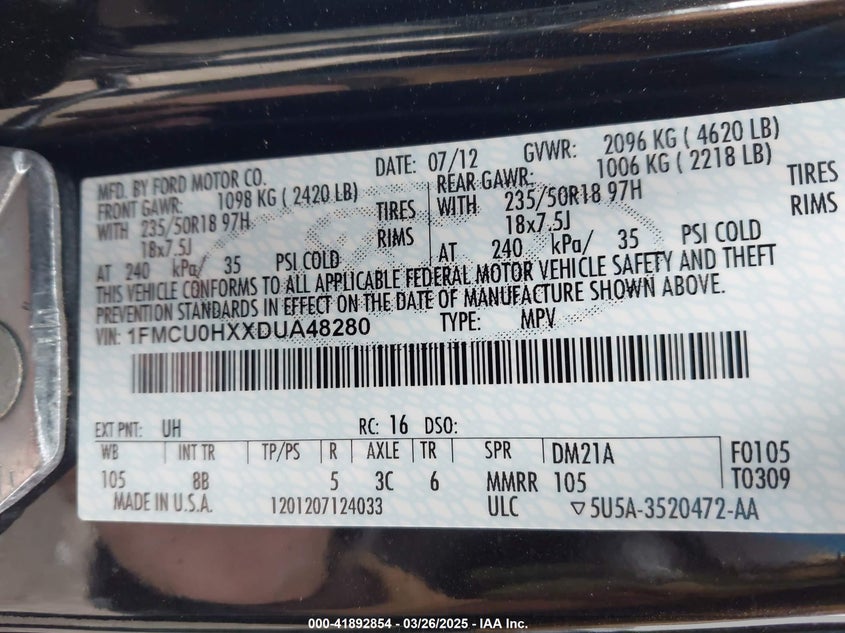 MFD. BY FORD MOTOR CO. DATE: 07/12 GVWR: 2096 KG ( 4620 LB)
FRONT GAWR: 1098 KG ( 2420 LB) REAR GAWR: 1006 KG ( 2218 LB)
WITH 235/50R18 97H TIRES WITH 235/50R18 97H TIRES
18x7.5J RIMS 18x7.5J RIMS
AT 240 kPa/ 35 PSI COLD AT 240 kPa/ 35 PSI COLD
THIS VEHICLE CONFORMS TO ALL APPLICABLE FEDERAL MOTOR VEHICLE SAFETY AND THEFT
PREVENTION STANDARDS IN EFFECT ON THE DATE OF MANUFACTURE SHOWN ABOVE.
VIN: 1FMCU0HXXDUA48280 TYPE: MPV
EXT PNT: UH RC: 16 DSO:
WB INT TR TP/PS R AXLE TR SPR DM21A F0105
105 8B 5 3C 6 MMRR 105 T0309
MADE IN U.S.A. 1201207124033 ULC ▽5U5A-3520472-AA
000-41892854 / 03/26/2025 - IAA Inc.